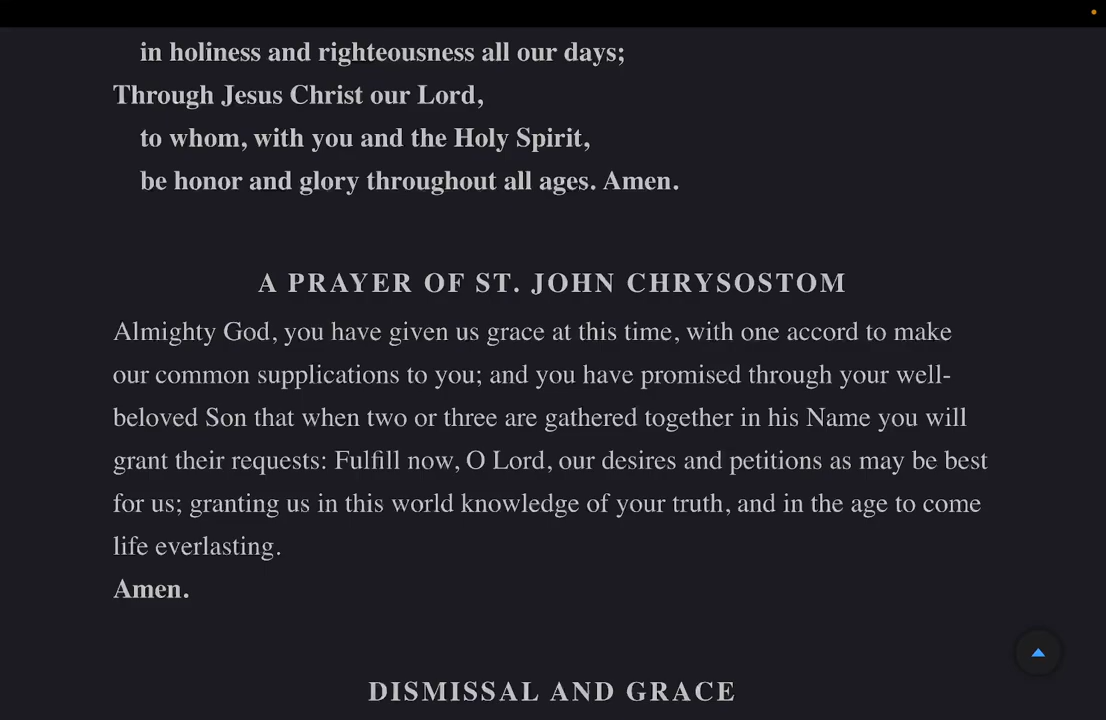 in holiness and righteousness all our days;
Through Jesus Christ our Lord,
to whom, with you and the Holy Spirit,
be honor and glory throughout all ages. Amen.
A PRAYER OF ST. JOHN CHRYSOSTOM
Almighty God, you have given us grace at this time, with one accord to make
our common supplications to you; and you have promised through your well-
beloved Son that when two or three are gathered together in his Name you will
grant their requests: Fulfill now, O Lord, our desires and petitions as may be best
for us; granting us in this world knowledge of your truth, and in the age to come
life everlasting.
Amen.
DISMISSAL AND GRACE